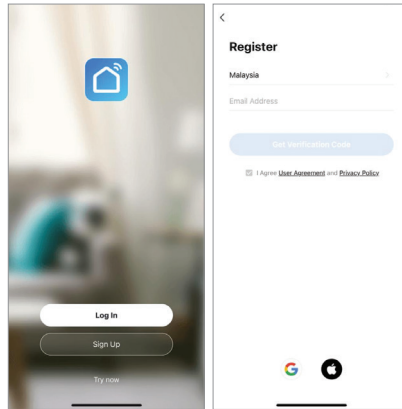 Log In
Sign Up
Try now
Register
Malaysia
Email Address
Get Verification Code
I Agree User Agreement and Privacy Policy